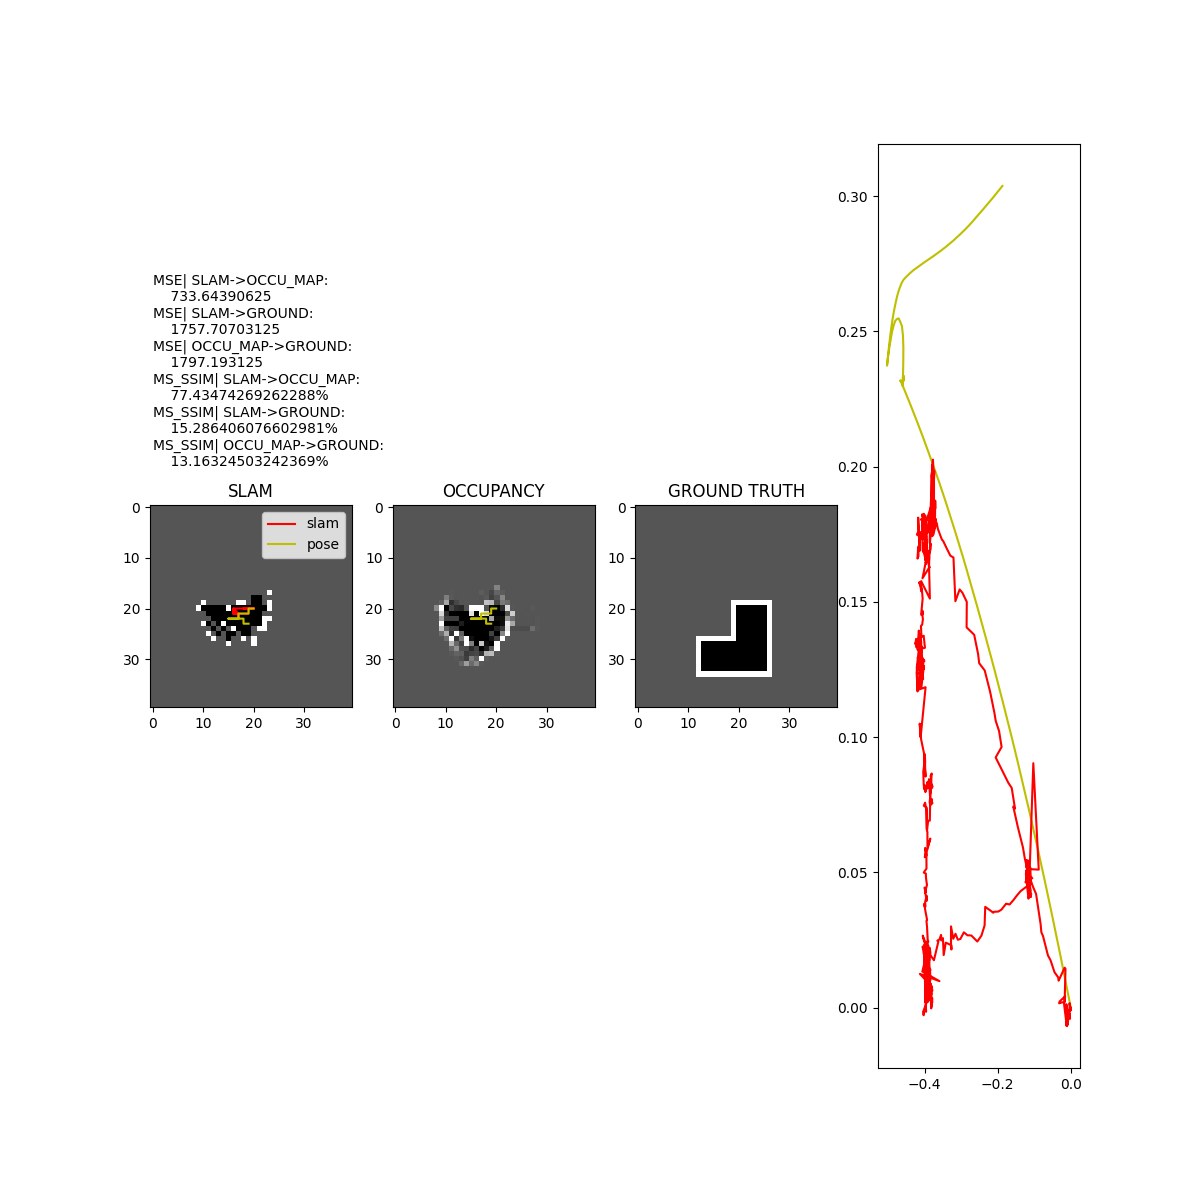 MSE| SLAM->OCCU_MAP:
733.64390625
MSE| SLAM->GROUND:
1757.70703125
MSE| OCCU_MAP->GROUND:
1797.193125
MS_SSIM| SLAM->OCCU_MAP:
77.43474269262288%
MS_SSIM| SLAM->GROUND:
15.286406076602981%
MS_SSIM| OCCU_MAP->GROUND:
13.16324503242369%
SLAM
slam
pose
0
10
20
30
0 10 20 30
OCCUPANCY
0
10
20
30
0 10 20 30
GROUND TRUTH
0
10
20
30
0 10 20 30
0.30
0.25
0.20
0.15
0.10
0.05
0.00
−0.4 −0.2 0.0